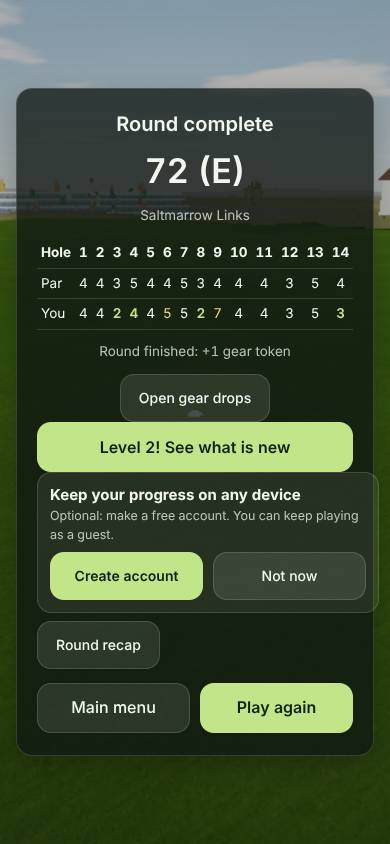 Round complete
72 (E)
Saltmarrow Links
Hole 1 2 3 4 5 6 7 8 9 10 11 12 13 14
Par 4 4 3 5 4 4 5 3 4 4 4 3 5 4
You 4 4 2 4 4 5 5 2 7 4 4 3 5 3
Round finished: +1 gear token
Open gear drops
Level 2! See what is new
Keep your progress on any device
Optional: make a free account. You can keep playing
as a guest.
Create account Not now
Round recap
Main menu Play again